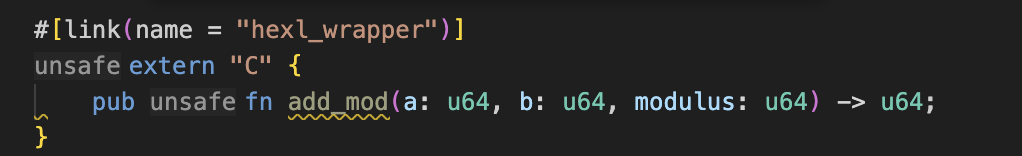 #[link(name = "hexl_wrapper")]
unsafe extern "C" {
    pub unsafe fn add_mod(a: u64, b: u64, modulus: u64) -> u64;
}